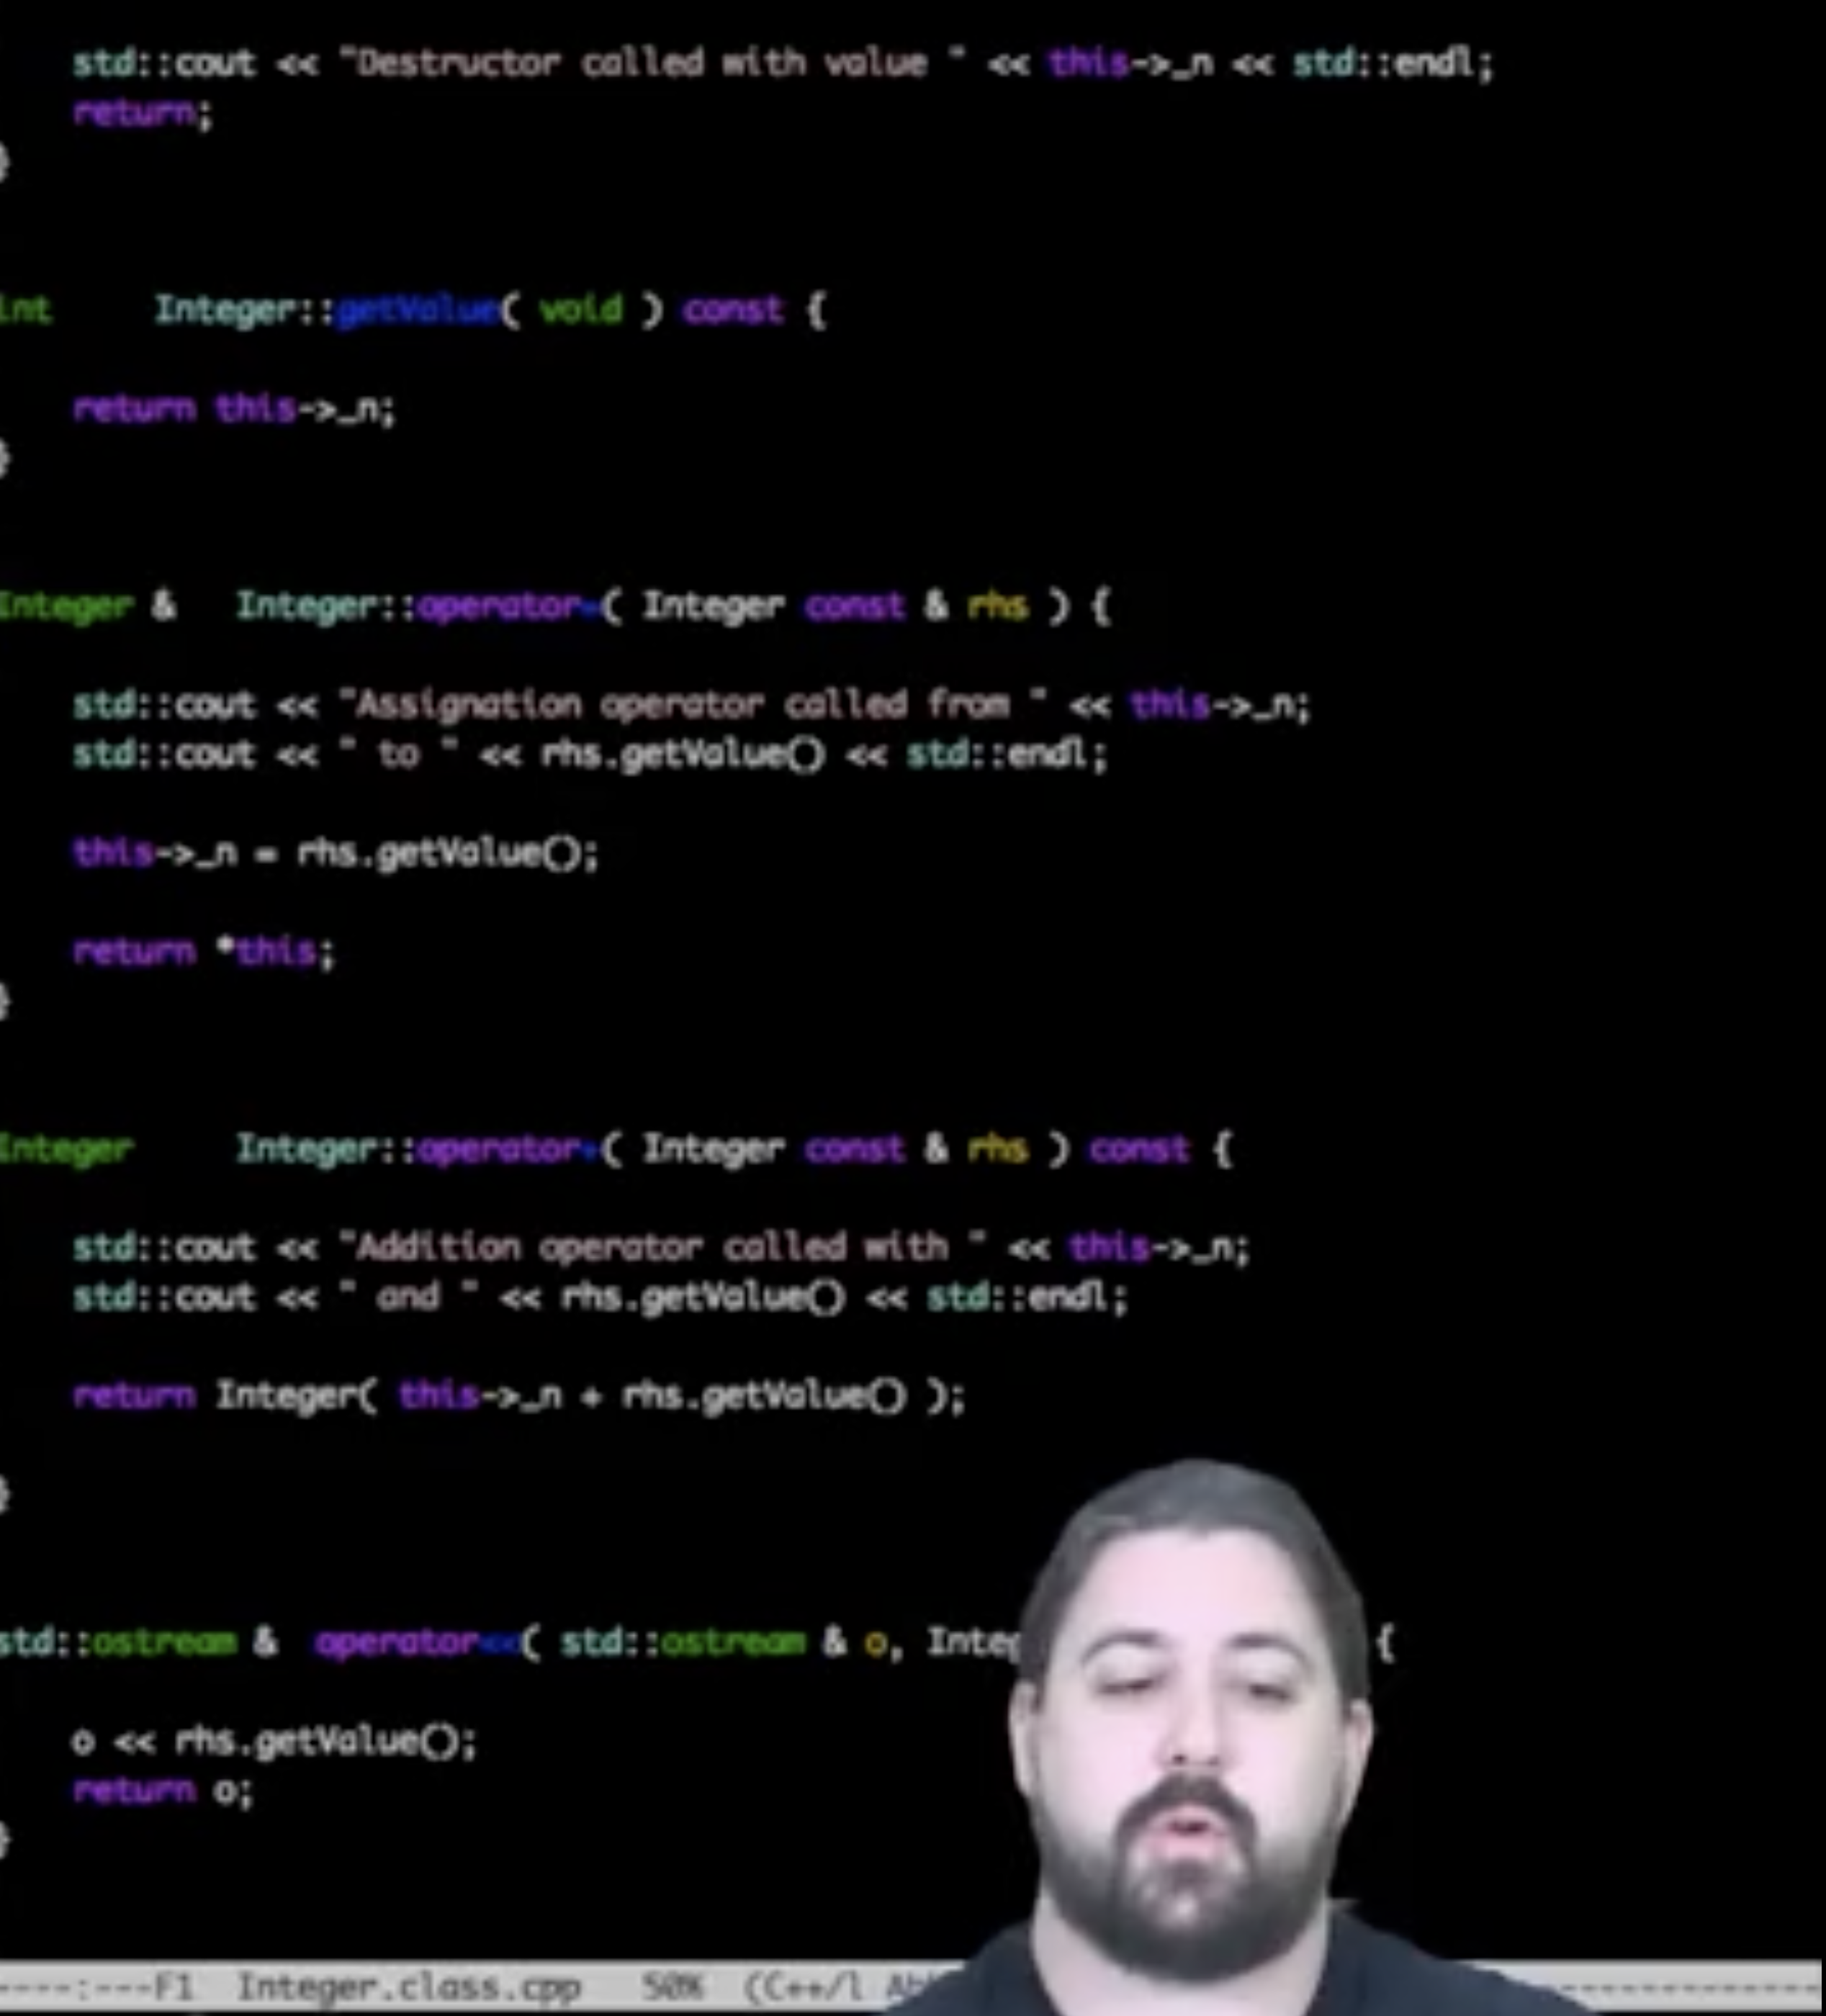 std::cout << "Destructor called with value " << this->_n << std::endl;
return;
}
int Integer::getValue( void ) const {
return this->_n;
}
Integer & Integer::operator=( Integer const & rhs ) {
std::cout << "Assignation operator called from " << this->_n;
std::cout << " to " << rhs.getValue() << std::endl;
this->_n = rhs.getValue();
return *this;
}
Integer Integer::operator+( Integer const & rhs ) const {
std::cout << "Addition operator called with " << this->_n;
std::cout << " and " << rhs.getValue() << std::endl;
return Integer( this->_n + rhs.getValue() );
}
std::ostream & operator<<( std::ostream & o, {
o << rhs.getValue();
return o;
}
----:---F1 Integer.class.cpp 50% (C++/l --------------